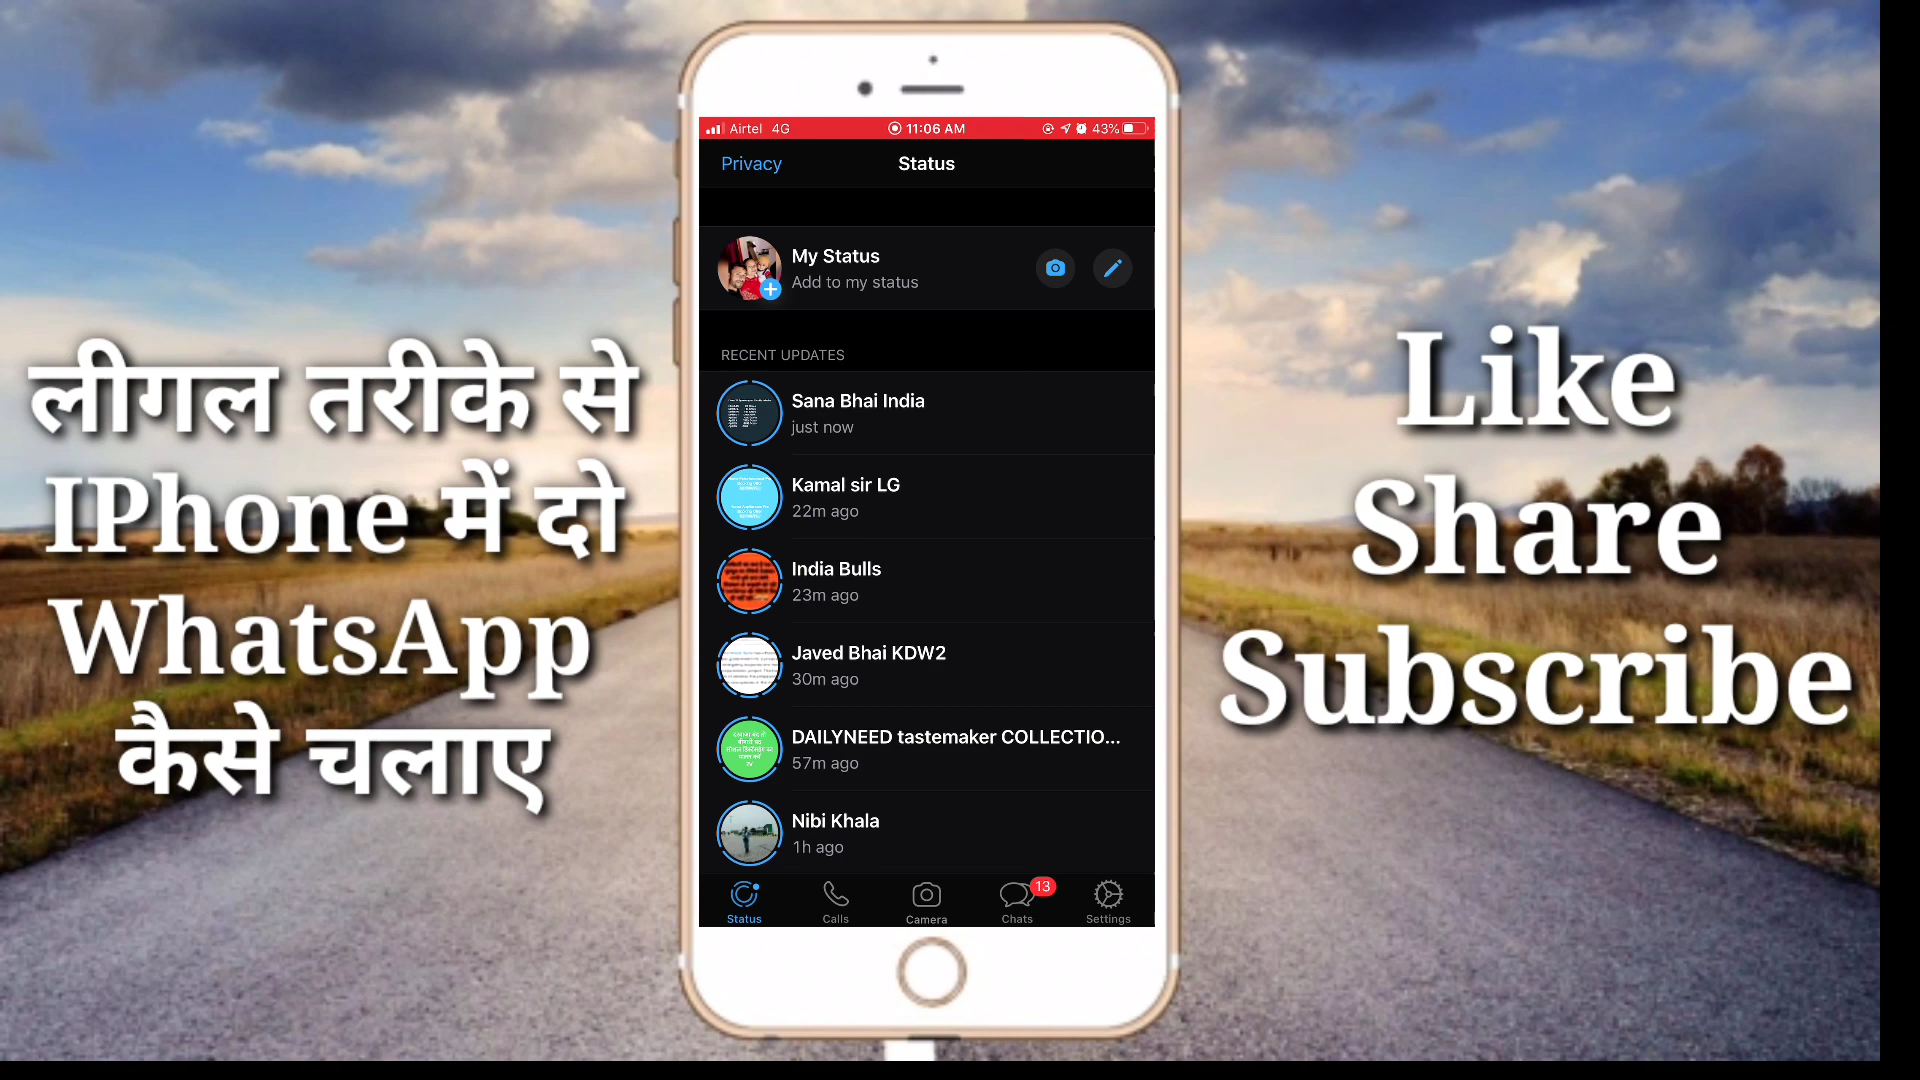 लीगल तरीके से
IPhone में दो
WhatsApp
कैसे चलाए
Airtel 4G 11:06 AM 43%
Privacy Status
My Status
Add to my status
RECENT UPDATES
Sana Bhai India
just now
Kamal sir LG
22m ago
India Bulls
23m ago
Javed Bhai KDW2
30m ago
DAILYNEED tastemaker COLLECTIO...
57m ago
Nibi Khala
1h ago
13
Status Calls Camera Chats Settings
Like
Share
Subscribe